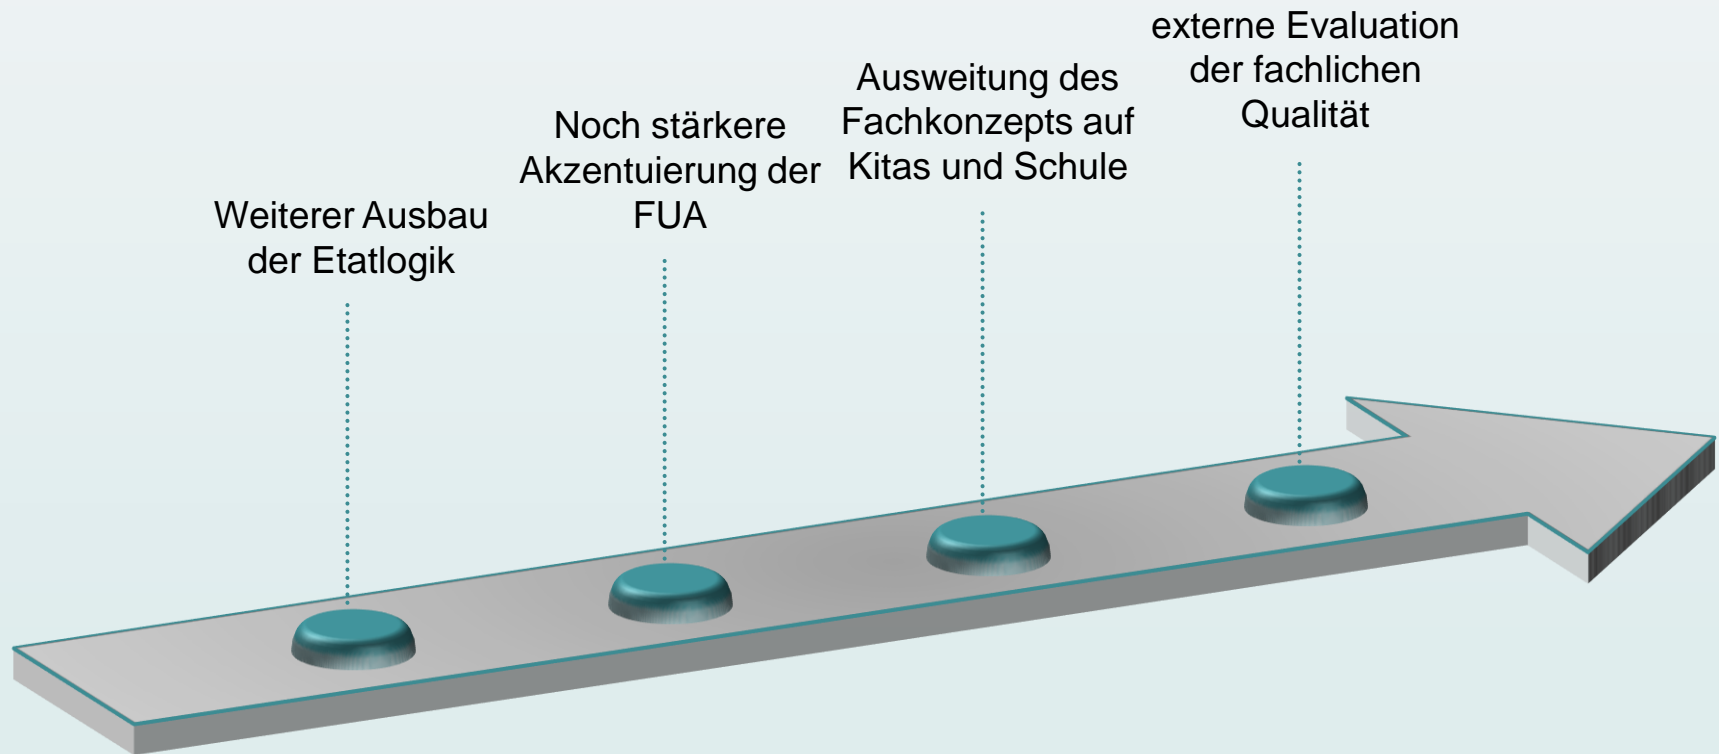 Weiterer Ausbau
der Etatlogik
Noch stärkere
Akzentuierung der
FUA
Ausweitung des
Fachkonzepts auf
Kitas und Schule
externe Evaluation
der fachlichen
Qualität